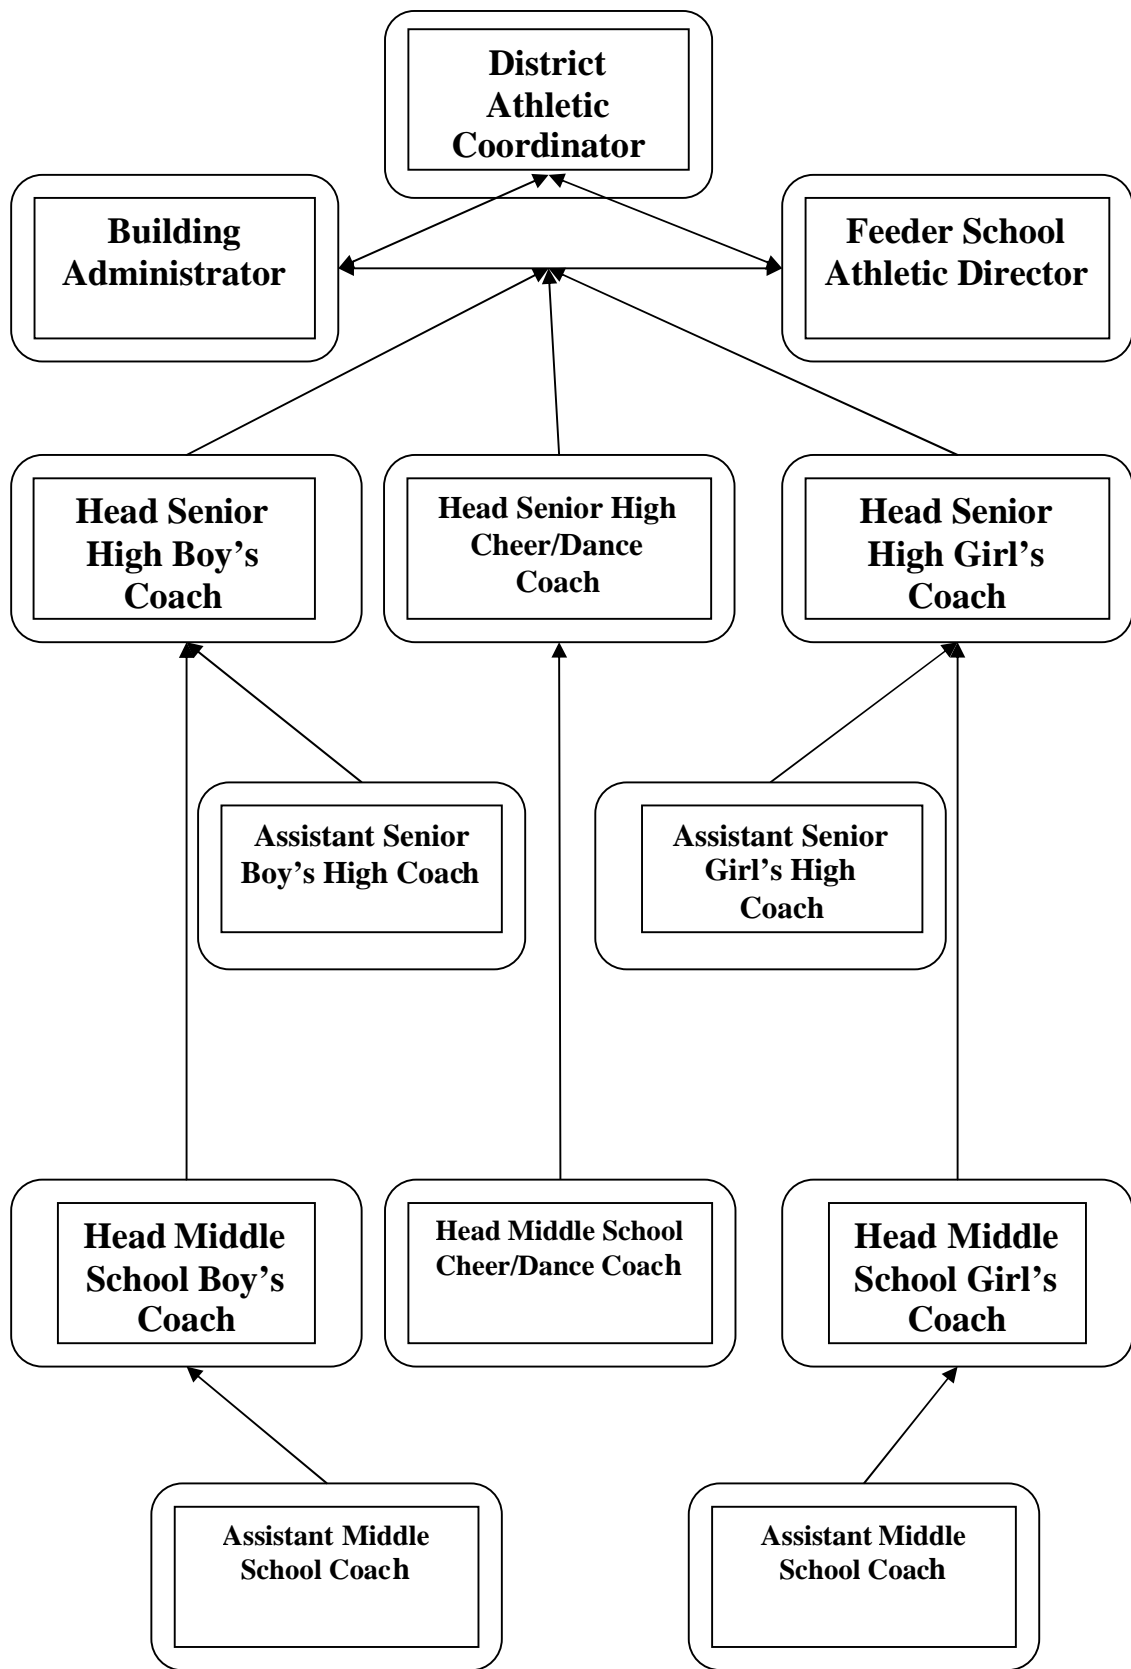 District
Athletic
Coordinator
Building
Administrator
Feeder School
Athletic Director
Head Senior
High Boy’s
Coach
Head Senior High
Cheer/Dance
Coach
Head Senior
High Girl’s
Coach
Assistant Senior
Boy’s High Coach
Assistant Senior
Girl’s High
Coach
Head Middle
School Boy’s
Coach
Head Middle School
Cheer/Dance Coach
Head Middle
School Girl’s
Coach
Assistant Middle
School Coach
Assistant Middle
School Coach